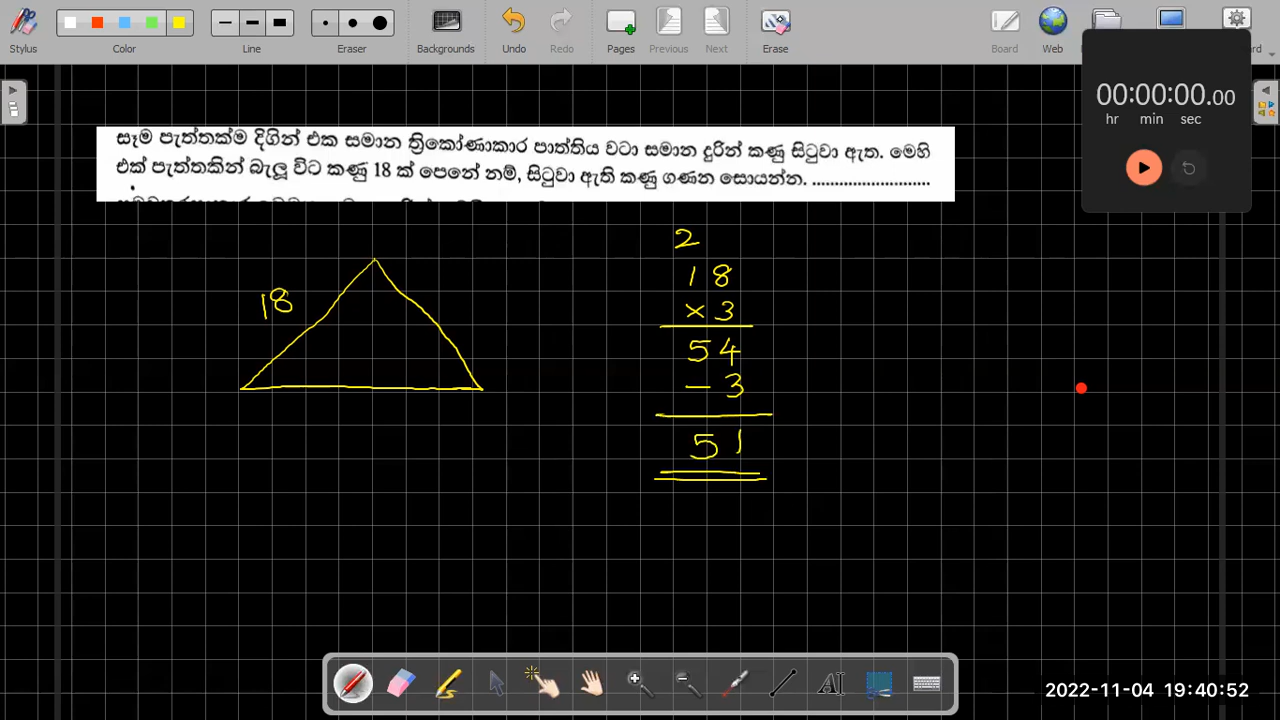 Stylus
Color
Line
Eraser
Backgrounds
Undo
Redo
Pages
Previous
Next
Erase
Board
Web
00:00:00.00
hr min sec
සෑම පැත්තක්ම දිගින් එක සමාන ත්‍රිකෝණාකාර පාත්තිය වටා සමාන දුරින් කණු සිටුවා ඇත. මෙහි
එක් පැත්තකින් බැලූ විට කණු 18 ක් පෙනේ නම්, සිටුවා ඇති කණු ගණන සොයන්න. ..........................
18
2
18
×3
54
− 3
51
AI
2022-11-04 19:40:52